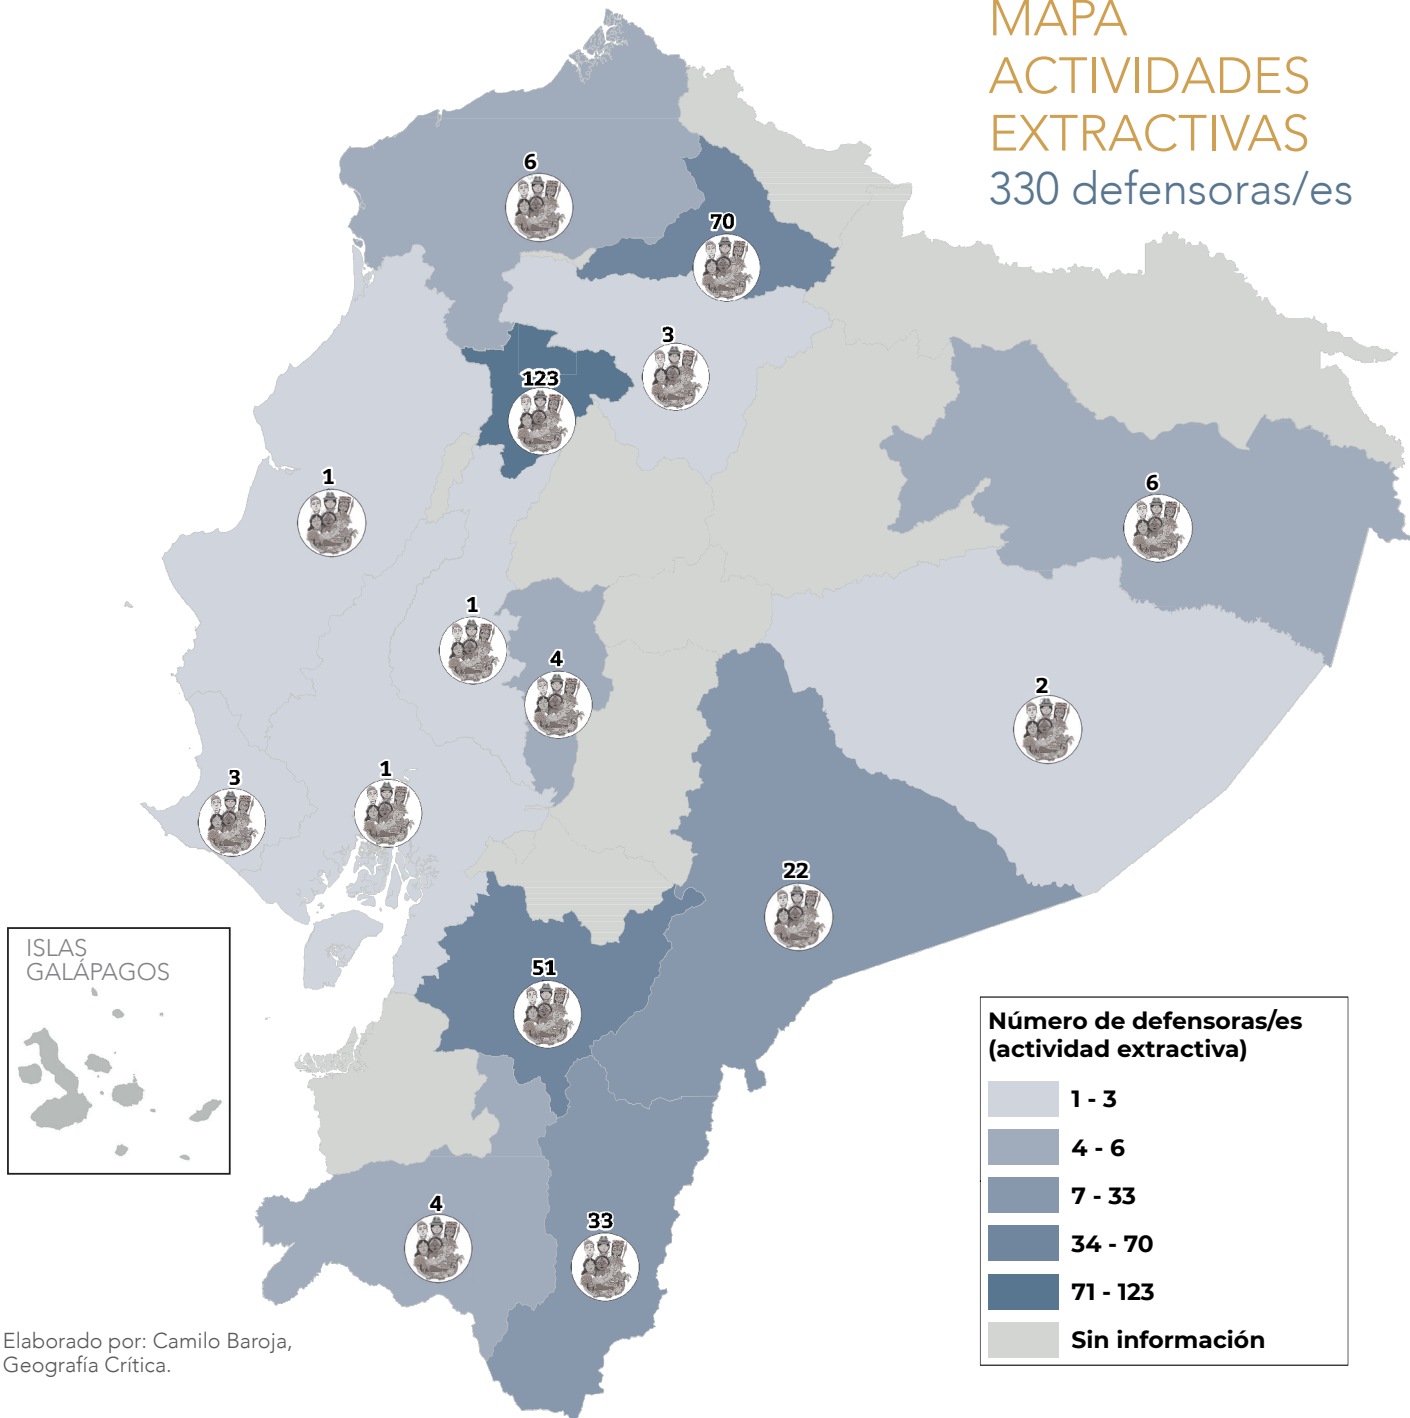 MAPA
ACTIVIDADES
EXTRACTIVAS
330 defensoras/es
6
70
3
123
1
6
1
4
2
3
1
22
51
4
33
ISLAS
GALÁPAGOS
Número de defensoras/es
(actividad extractiva)
1 - 3
4 - 6
7 - 33
34 - 70
71 - 123
Sin información
Elaborado por: Camilo Baroja,
Geografía Crítica.